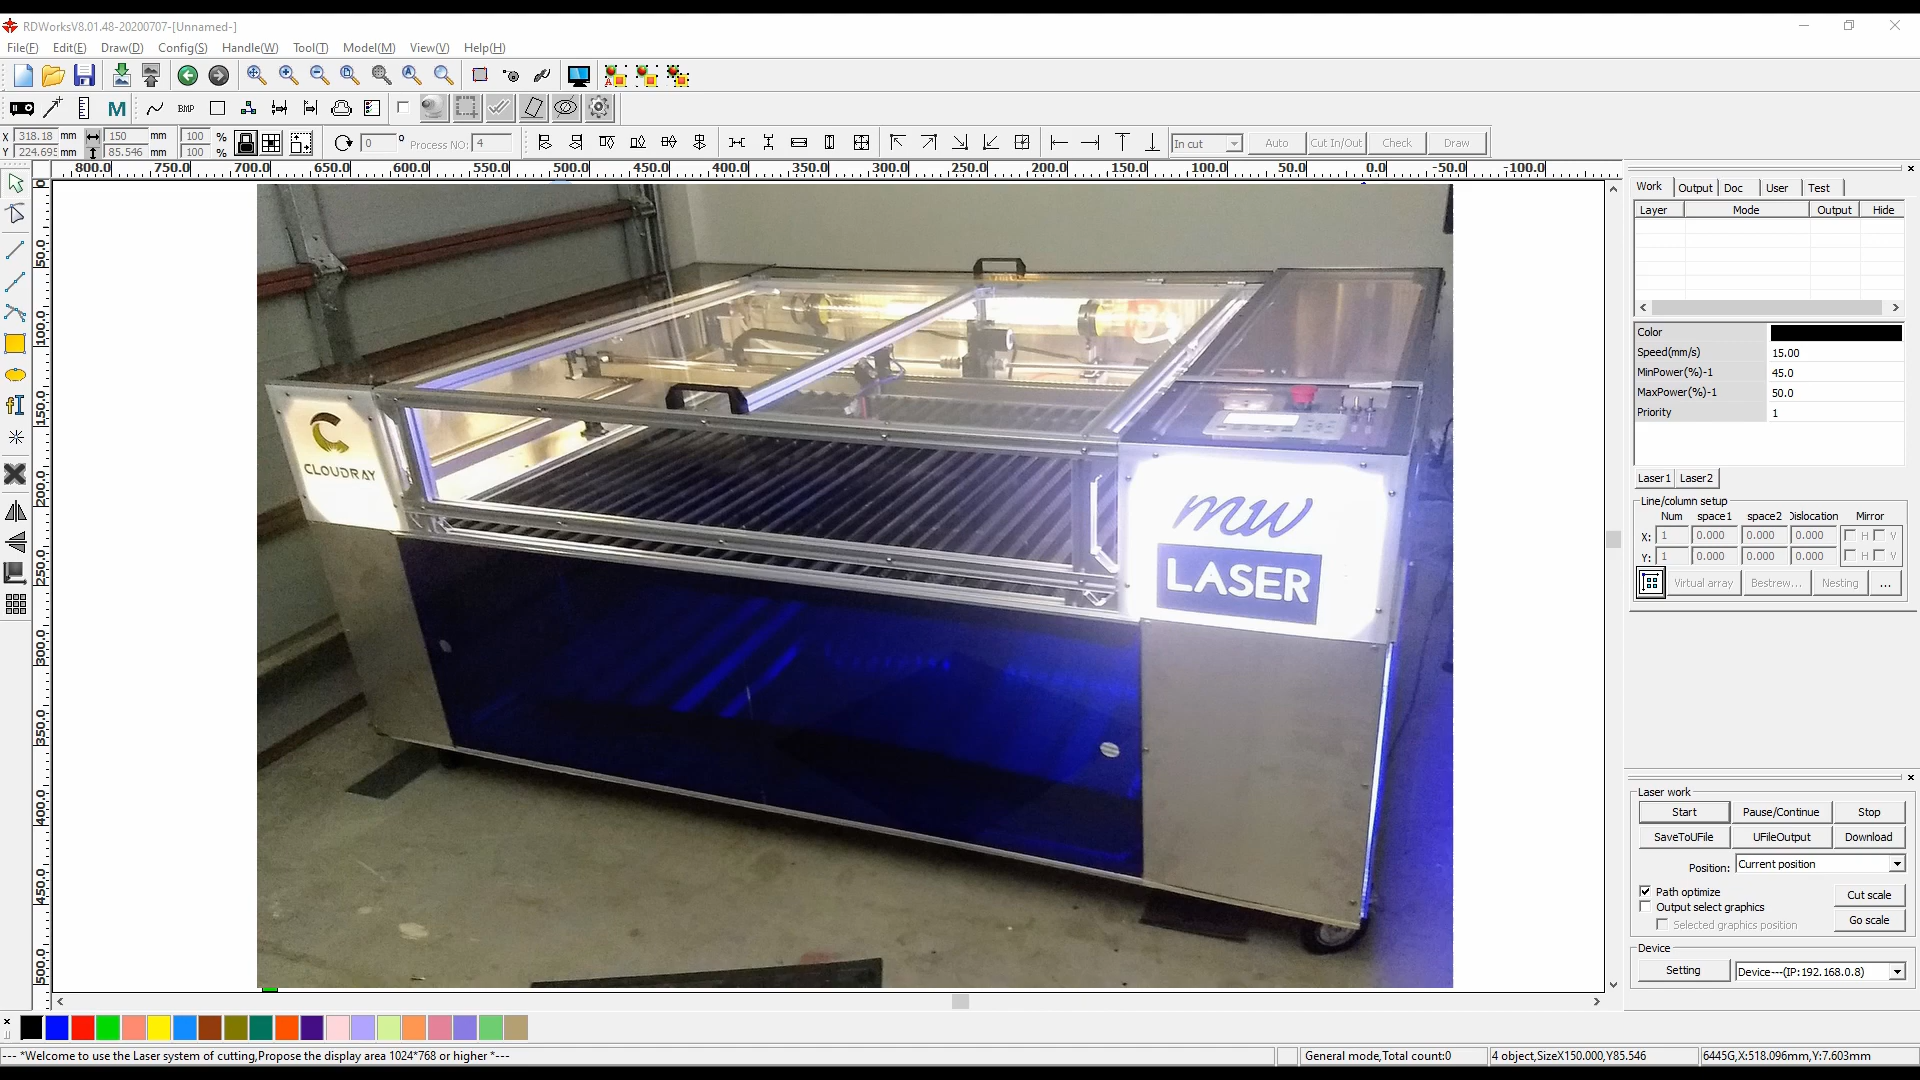 RDWorksV8.01.48-20200707-[Unnamed-]
File(F) Edit(E) Draw(D) Config(S) Handle(W) Tool(T) Model(M) View(V) Help(H)
BMP
X 318.18 mm 150 mm 100 %
Y 224.695 mm 85.546 mm 100 %
0 ° Process NO: 4
In cut Auto Cut In/Out Check Draw
800.0 750.0 700.0 650.0 600.0 550.0 500.0 450.0 400.0 350.0 300.0 250.0 200.0 150.0 100.0 50.0 0.0 -50.0 -100.0
0
50.0
100.0
150.0
200.0
250.0
300.0
350.0
400.0
450.0
500.0
CLOUDRAY
mw
LASER
Work Output Doc User Test
Layer Mode Output Hide
Color
Speed(mm/s) 15.00
MinPower(%)-1 45.0
MaxPower(%)-1 50.0
Priority 1
Laser1 Laser2
Line/column setup
Num space1 space2 Dislocation Mirror
X: 1 0.000 0.000 0.000 H V
Y: 1 0.000 0.000 0.000 H V
Virtual array Bestrew... Nesting ...
Laser work
Start Pause/Continue Stop
SaveToUFile UFileOutput Download
Position: Current position
Path optimize
Cut scale
Output select graphics
Selected graphics position
Go scale
Device
Setting Device---(IP:192.168.0.8)
--- *Welcome to use the Laser system of cutting,Propose the display area 1024*768 or higher *---
General mode,Total count:0
4 object,SizeX150.000,Y85.546
6445G,X:518.096mm,Y:7.603mm